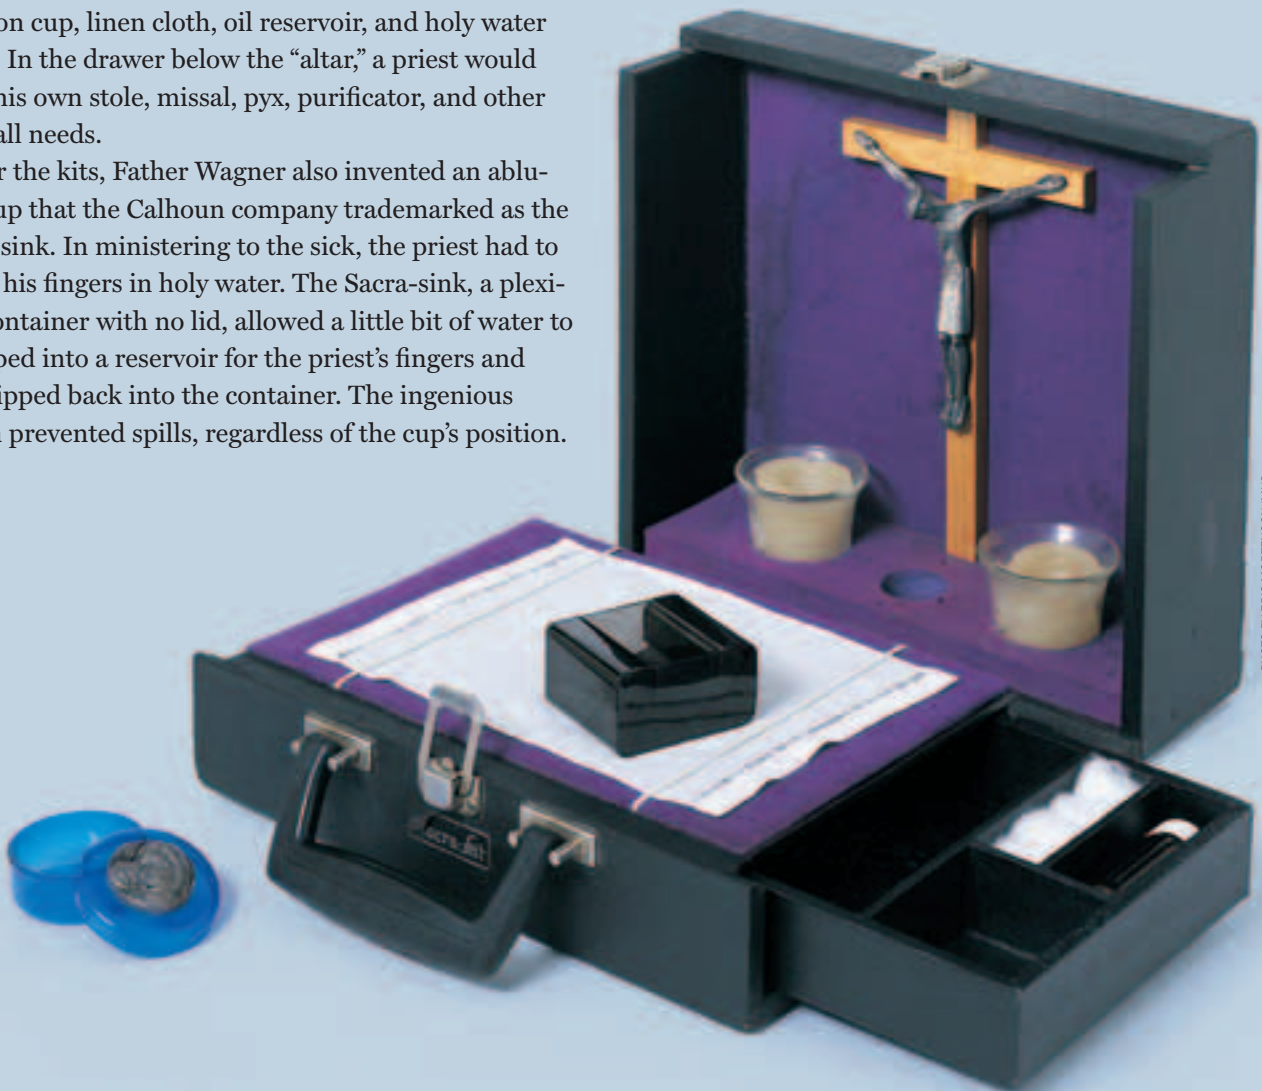 on cup, linen cloth, oil reservoir, and holy water
In the drawer below the “altar,” a priest would
his own stole, missal, pyx, purificator, and other
all needs.
r the kits, Father Wagner also invented an ablu-
up that the Calhoun company trademarked as the
sink. In ministering to the sick, the priest had to
his fingers in holy water. The Sacra-sink, a plexi-
ontainer with no lid, allowed a little bit of water to
ped into a reservoir for the priest’s fingers and
ipped back into the container. The ingenious
prevented spills, regardless of the cup’s position.